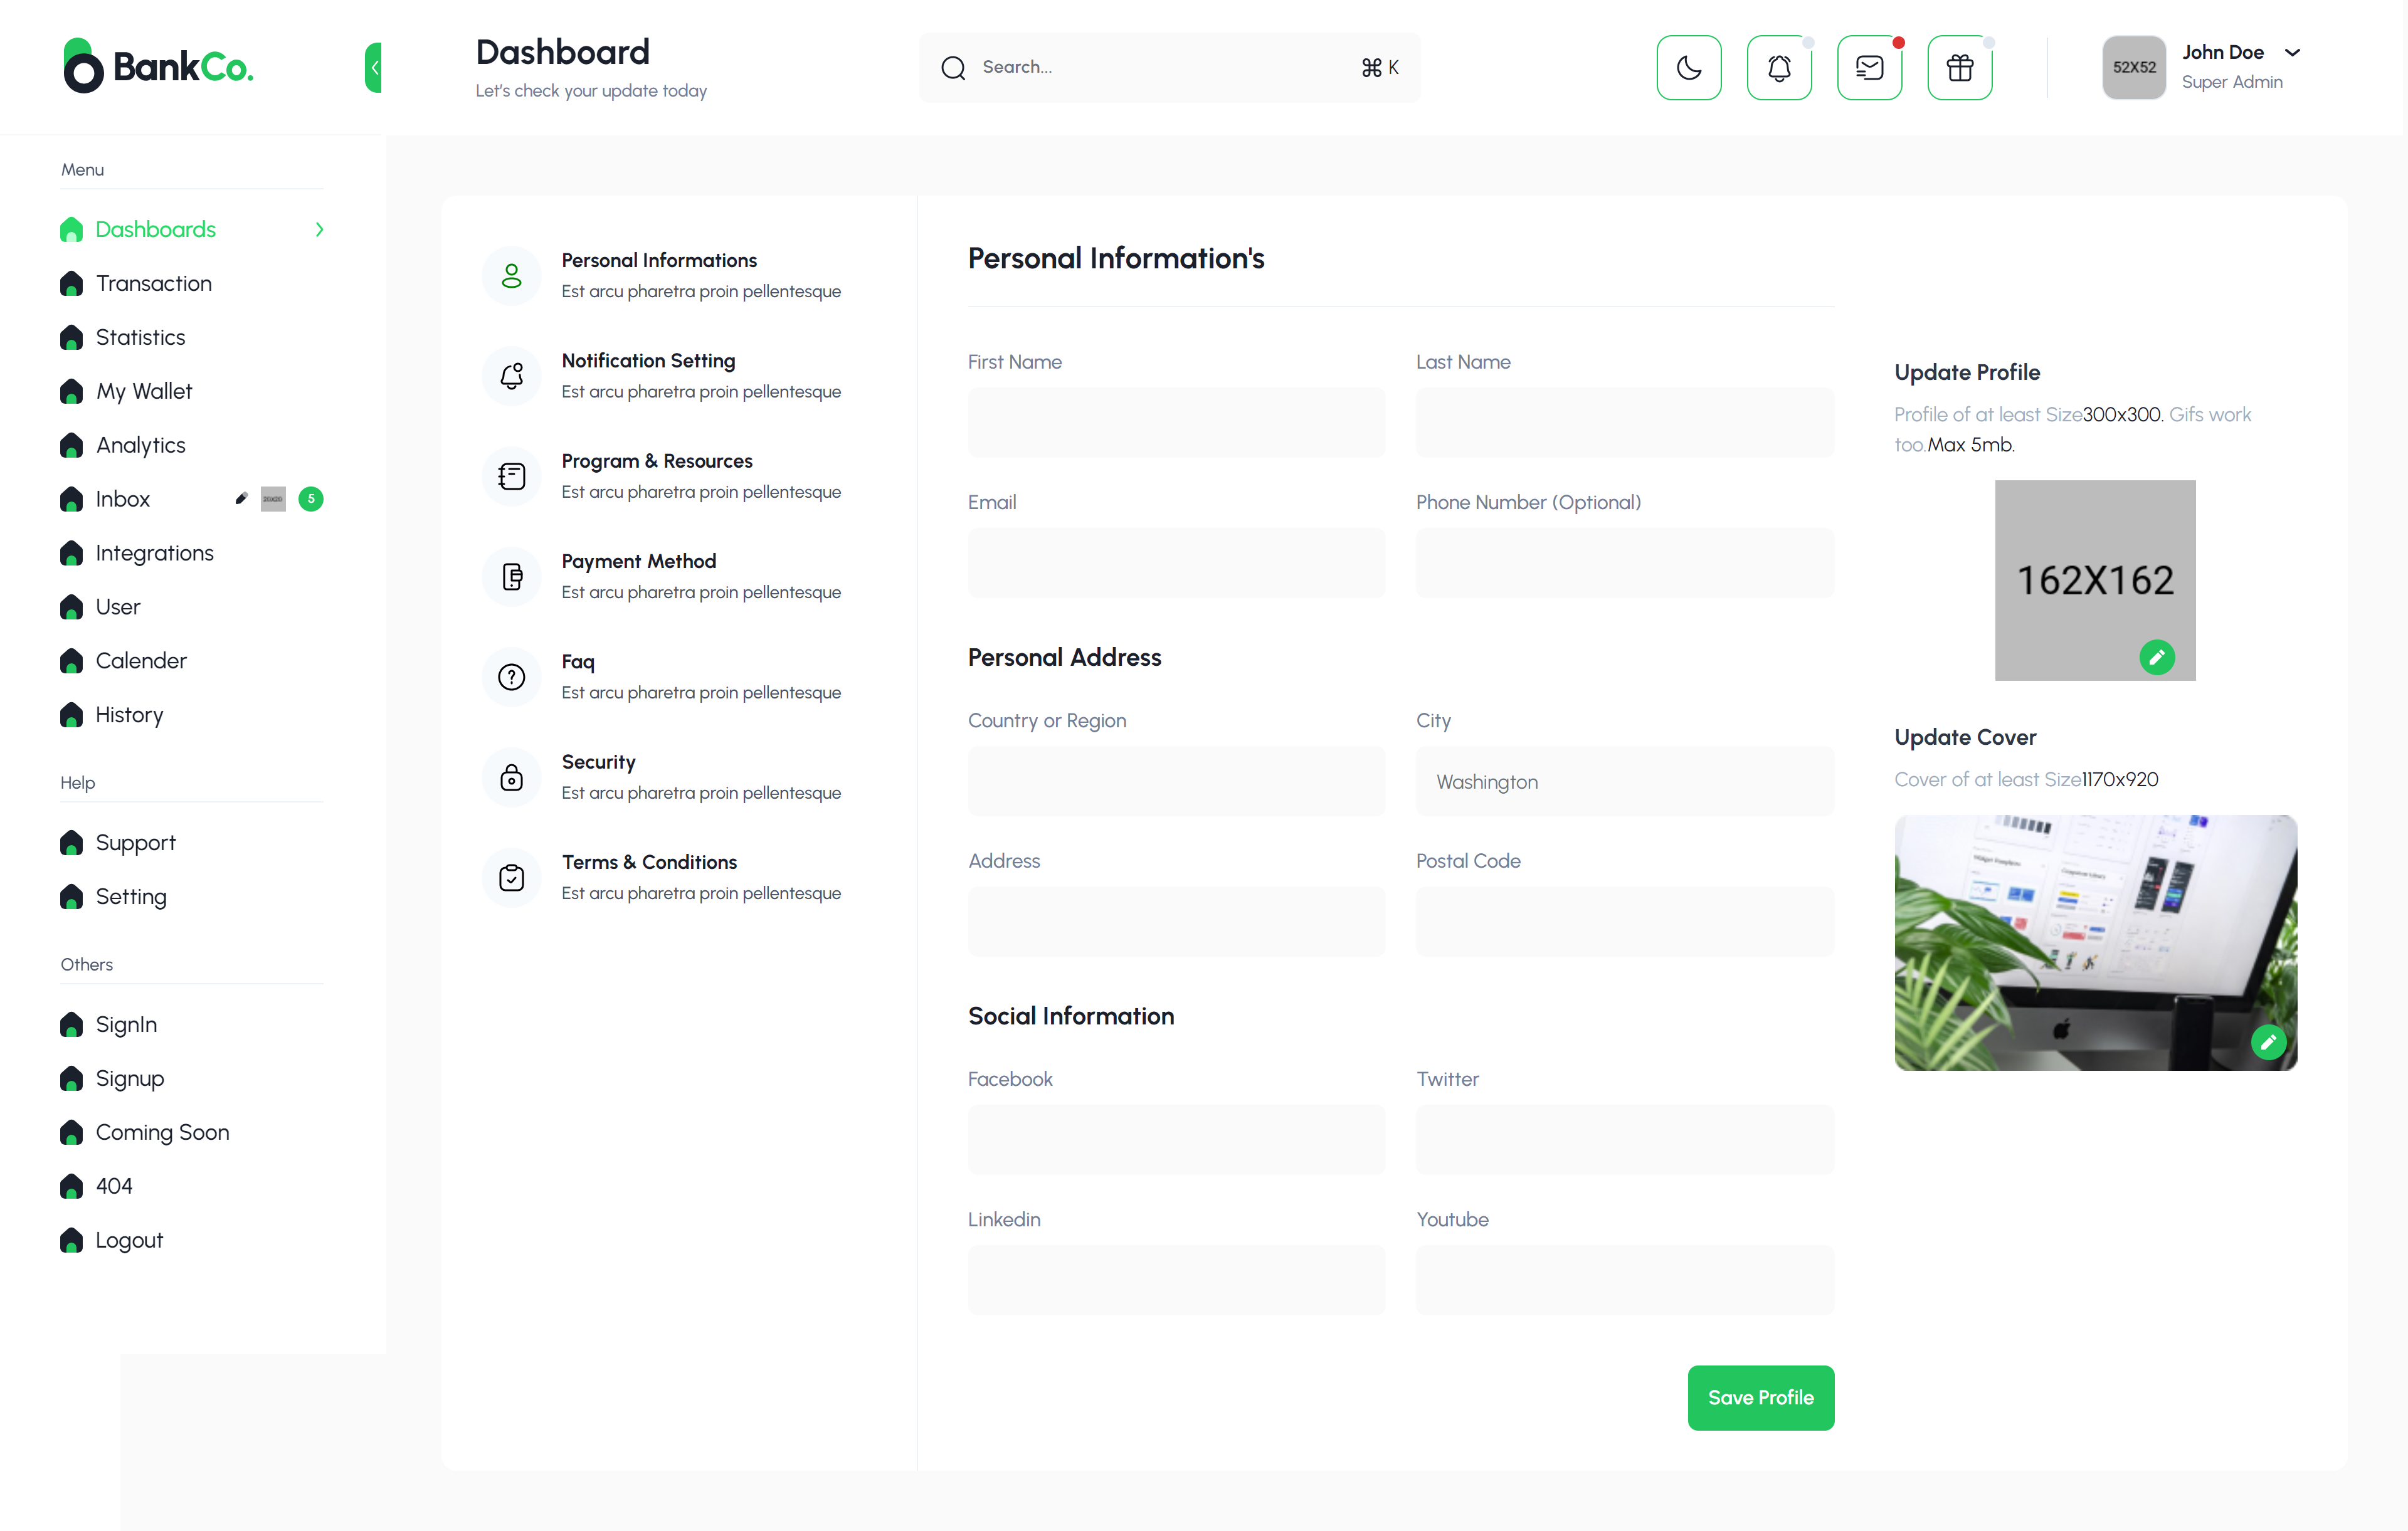 BankCo.
Dashboard
Let's check your update today
Search...
⌘ K
52X52
John Doe
Super Admin
Menu
Dashboards
Transaction
Statistics
My Wallet
Analytics
Inbox
20X20
5
Integrations
User
Calender
History
Help
Support
Setting
Others
SignIn
Signup
Coming Soon
404
Logout
Personal Informations
Est arcu pharetra proin pellentesque
Notification Setting
Est arcu pharetra proin pellentesque
Program & Resources
Est arcu pharetra proin pellentesque
Payment Method
Est arcu pharetra proin pellentesque
Faq
Est arcu pharetra proin pellentesque
Security
Est arcu pharetra proin pellentesque
Terms & Conditions
Est arcu pharetra proin pellentesque
Personal Information's
First Name
Last Name
Email
Phone Number (Optional)
Personal Address
Country or Region
City
Washington
Address
Postal Code
Social Information
Facebook
Twitter
Linkedin
Youtube
Save Profile
Update Profile
Profile of at least Size300x300. Gifs work
too.Max 5mb.
162X162
Update Cover
Cover of at least Size1170x920